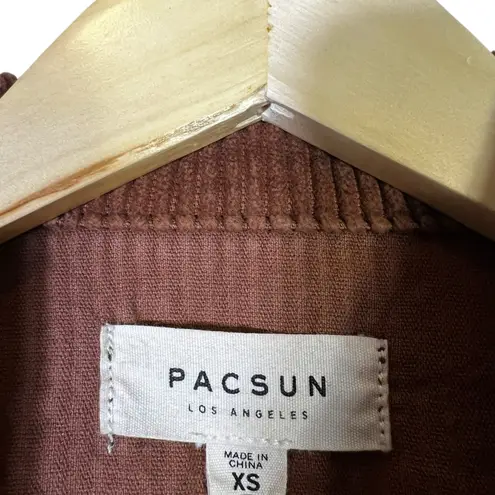 PACSUN
LOS ANGELES
MADE IN
CHINA
XS